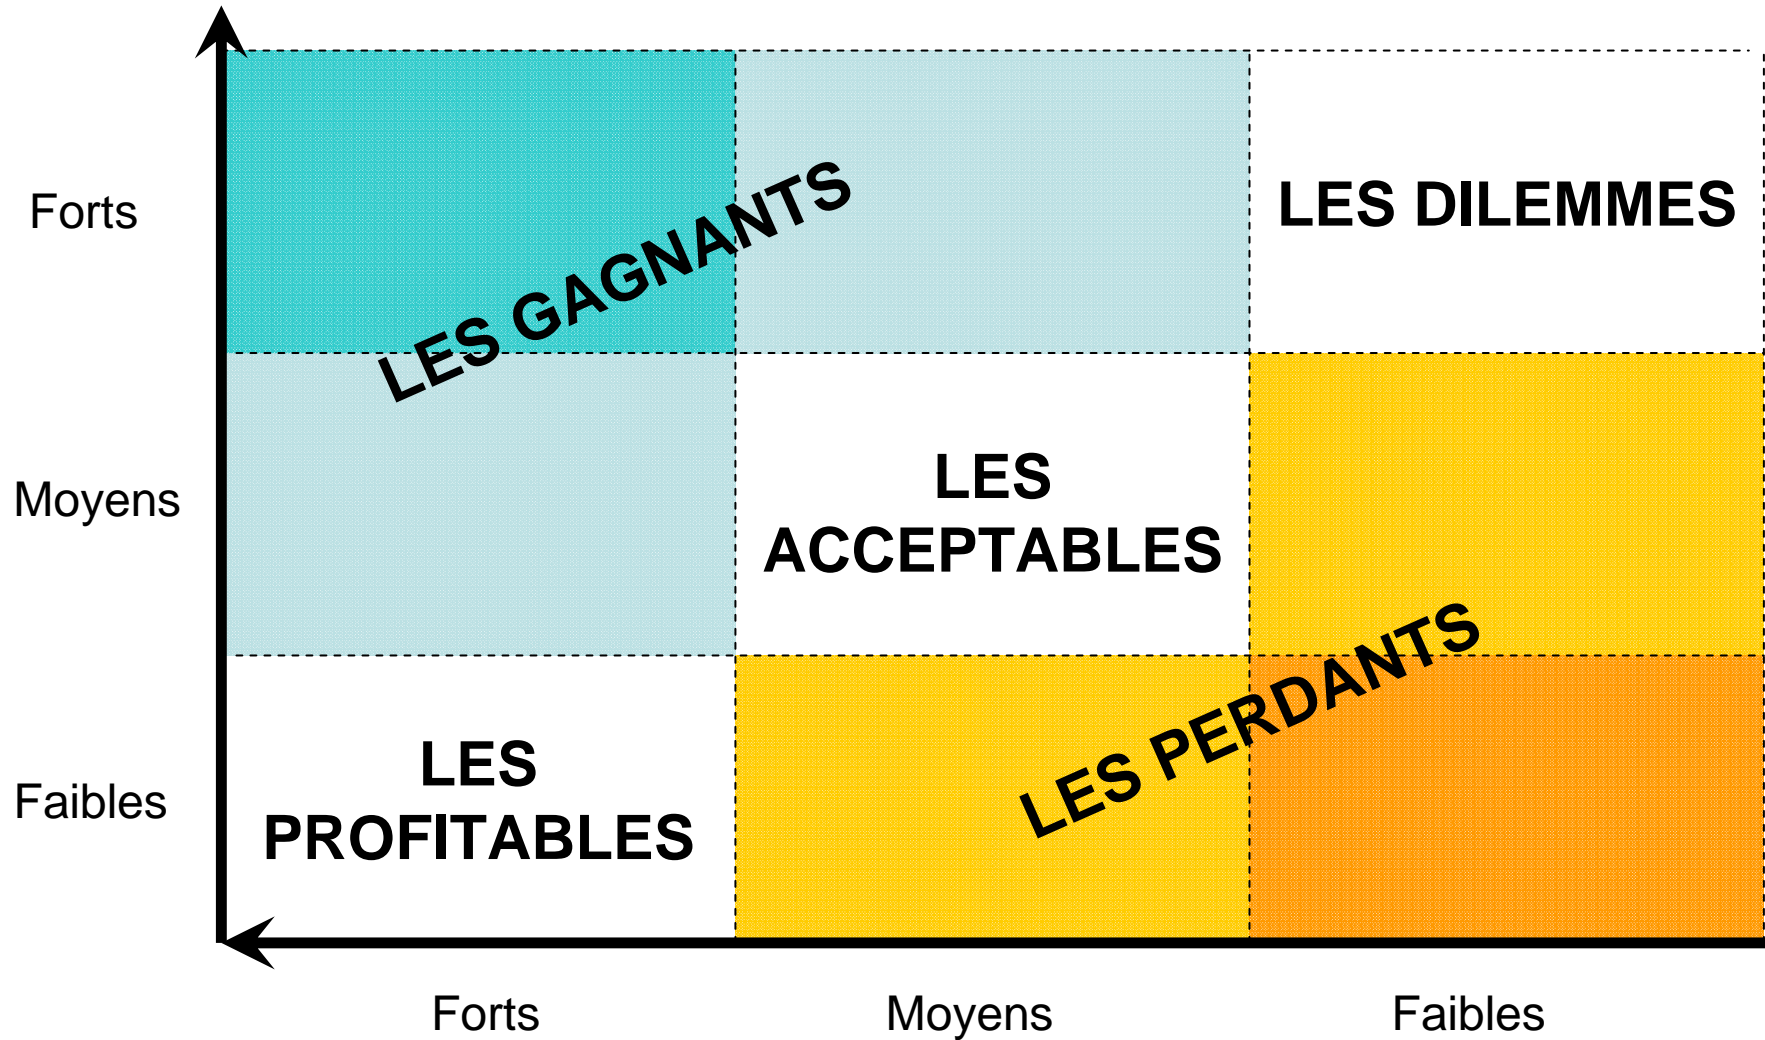 Forts
LES GAGNANTS
LES DILEMMES
Moyens
LES
ACCEPTABLES
Faibles
LES
PROFITABLES
LES PERDANTS
Forts
Moyens
Faibles